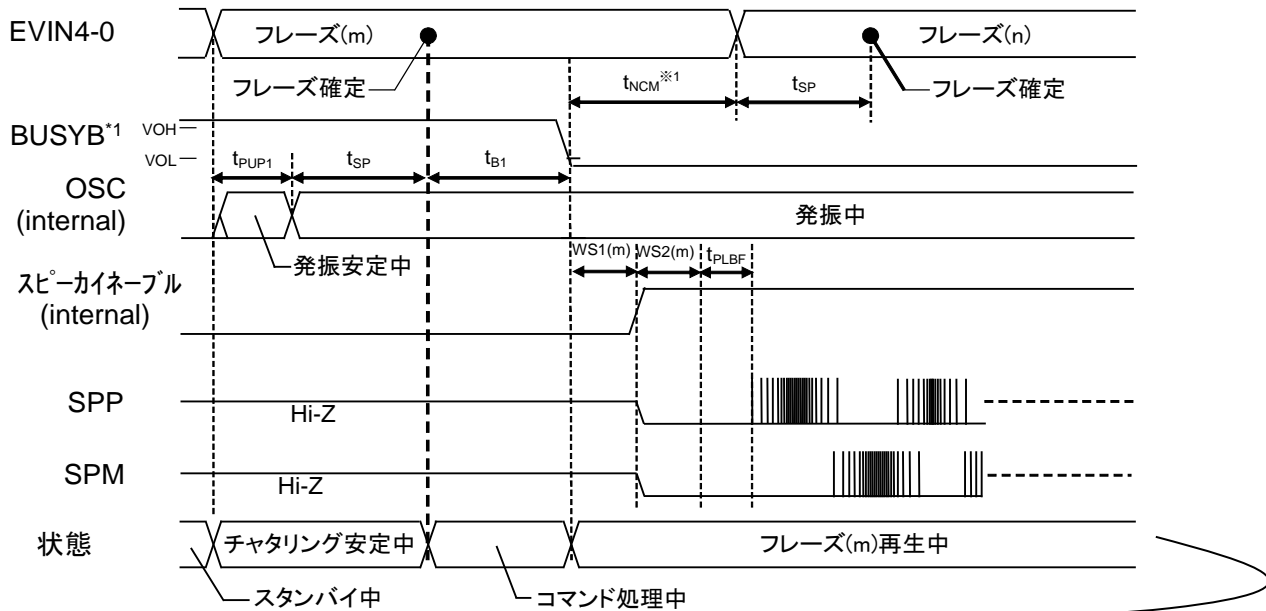 EVIN4-0
フレーズ(m)
フレーズ(n)
フレーズ確定
tNCM※1
tSP
フレーズ確定
BUSYB*1
VOH
VOL
tPUP1
tSP
tB1
OSC
(internal)
発振中
発振安定中
WS1(m)
WS2(m)
tPLBF
スピーカイネーブル
(internal)
SPP
Hi-Z
SPM
Hi-Z
状態
チャタリング安定中
フレーズ(m)再生中
スタンバイ中
コマンド処理中